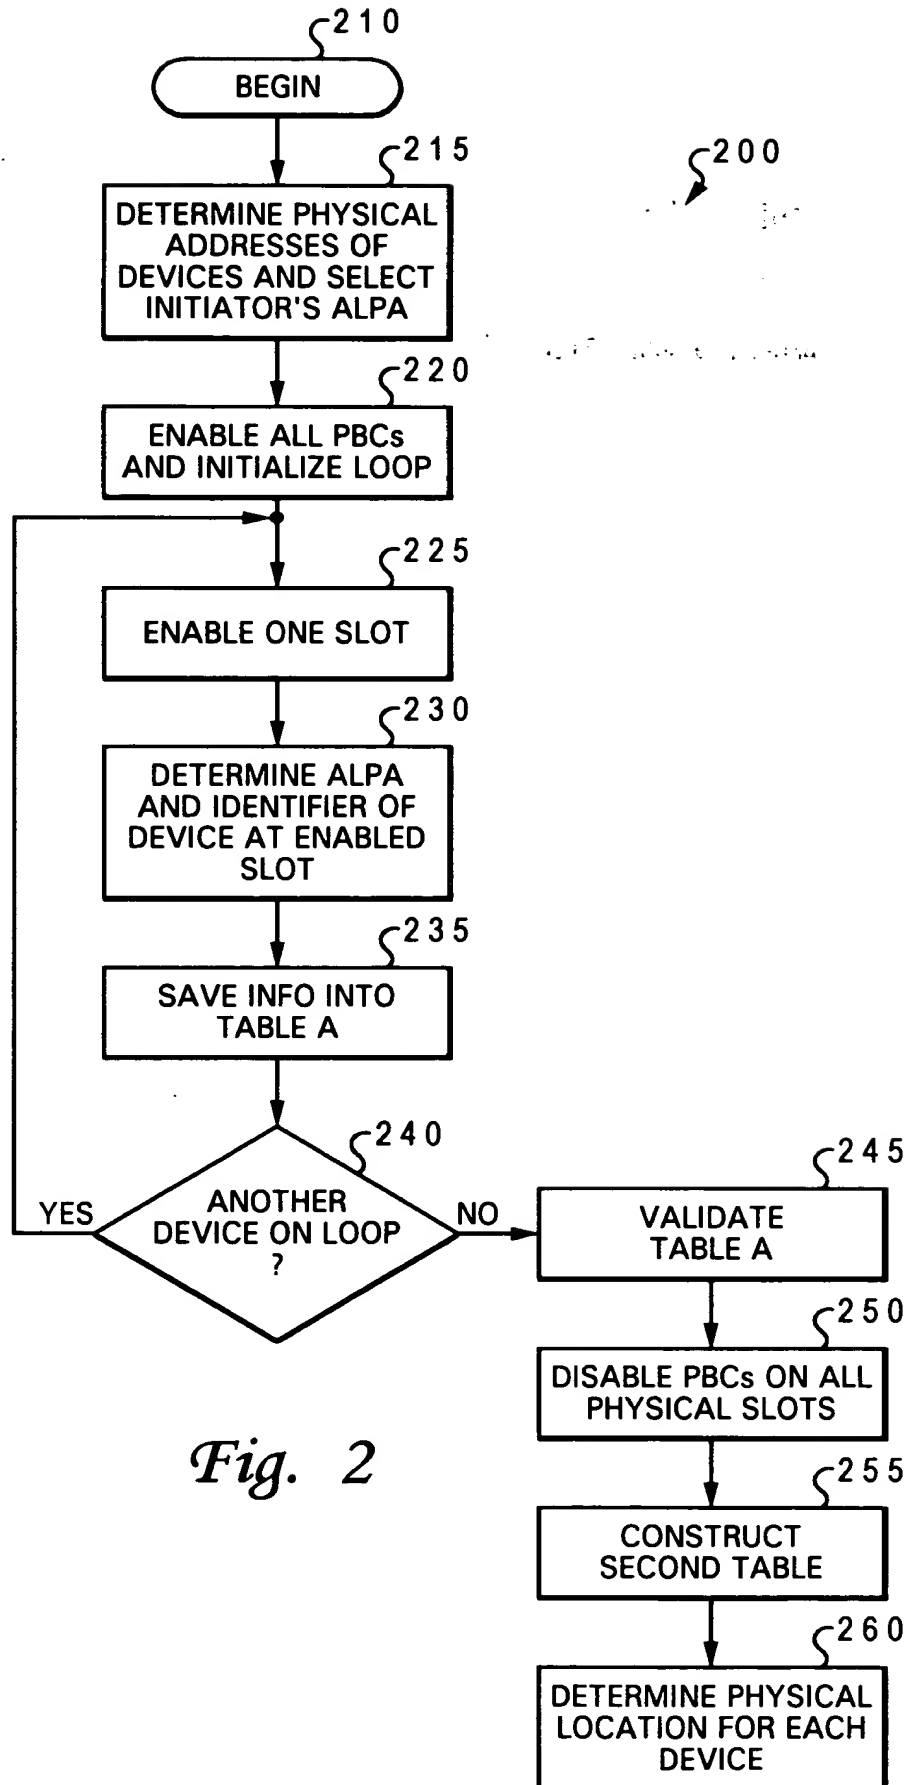 210
BEGIN
215
200
DETERMINE PHYSICAL
ADDRESSES OF
DEVICES AND SELECT
INITIATOR'S ALPA
220
ENABLE ALL PBCs
AND INITIALIZE LOOP
225
ENABLE ONE SLOT
230
DETERMINE ALPA
AND IDENTIFIER OF
DEVICE AT ENABLED
SLOT
235
SAVE INFO INTO
TABLE A
240
ANOTHER
DEVICE ON LOOP
?
YES
NO
245
VALIDATE
TABLE A
250
DISABLE PBCs ON ALL
PHYSICAL SLOTS
255
CONSTRUCT
SECOND TABLE
260
DETERMINE PHYSICAL
LOCATION FOR EACH
DEVICE
Fig. 2